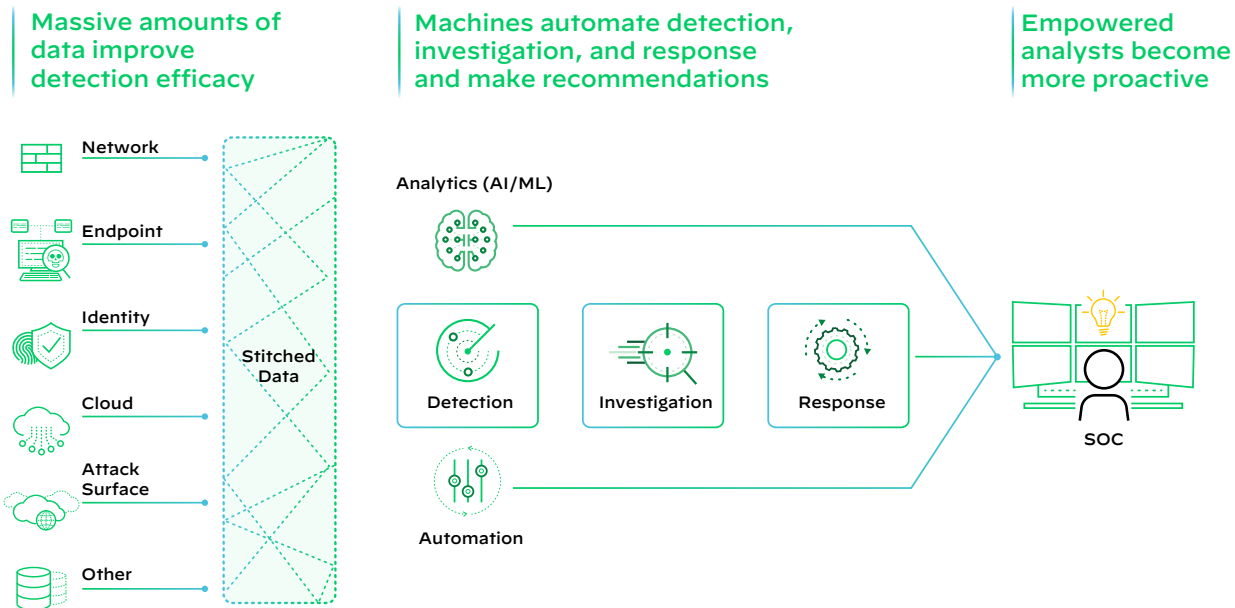 Massive amounts of
data improve
detection efficacy
Machines automate detection,
investigation, and response
and make recommendations
Empowered
analysts become
more proactive
Network
Endpoint
Identity
Cloud
Attack
Surface
Other
Stitched
Data
Analytics (AI/ML)
Detection
Investigation
Response
Automation
SOC